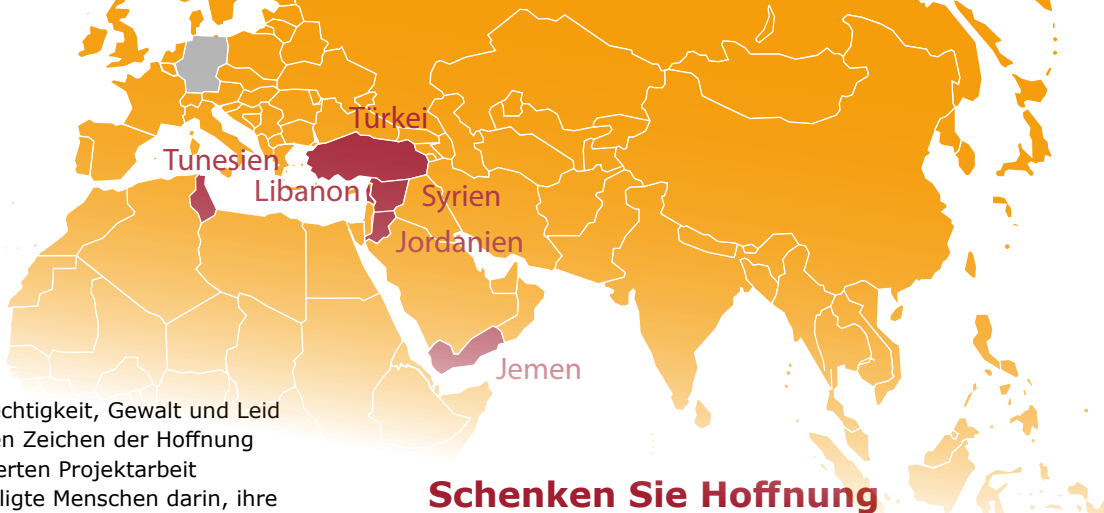 Türkei
Tunesien
Libanon
Syrien
Jordanien
Jemen
chtigkeit, Gewalt und Leid
en Zeichen der Hoffnung
erten Projektarbeit
ligte Menschen darin, ihre
Schenken Sie Hoffnung